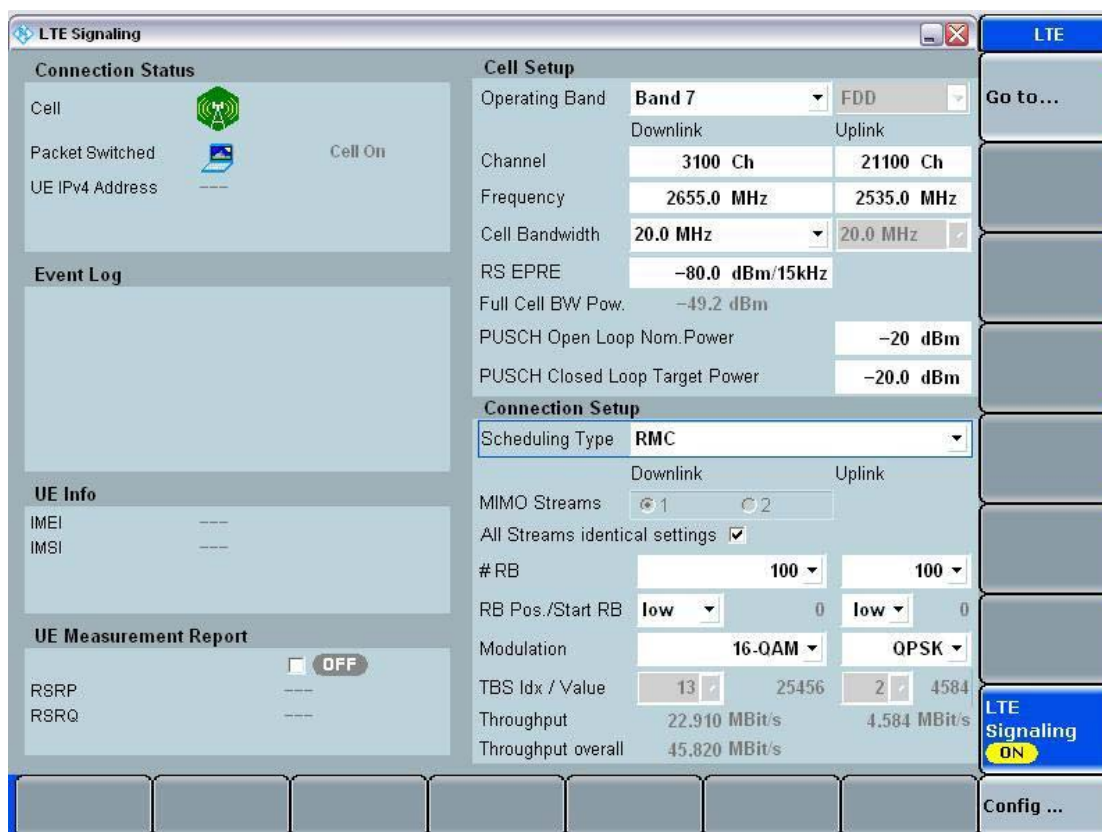 LTE Signaling
LTE
Connection Status
Cell
Packet Switched Cell On
UE IPv4 Address ---
Event Log
UE Info
IMEI ---
IMSI ---
UE Measurement Report
OFF
RSRP ---
RSRQ ---
Cell Setup
Operating Band Band 7 FDD
Downlink Uplink
Channel 3100 Ch 21100 Ch
Frequency 2655.0 MHz 2535.0 MHz
Cell Bandwidth 20.0 MHz 20.0 MHz
RS EPRE −80.0 dBm/15kHz
Full Cell BW Pow. −49.2 dBm
PUSCH Open Loop Nom.Power −20 dBm
PUSCH Closed Loop Target Power −20.0 dBm
Connection Setup
Scheduling Type RMC
Downlink Uplink
MIMO Streams 1 2
All Streams identical settings
# RB 100 100
RB Pos./Start RB low 0 low 0
Modulation 16-QAM QPSK
TBS Idx / Value 13 25456 2 4584
Throughput 22.910 MBit/s 4.584 MBit/s
Throughput overall 45.820 MBit/s
Go to...
LTE
Signaling
ON
Config ...